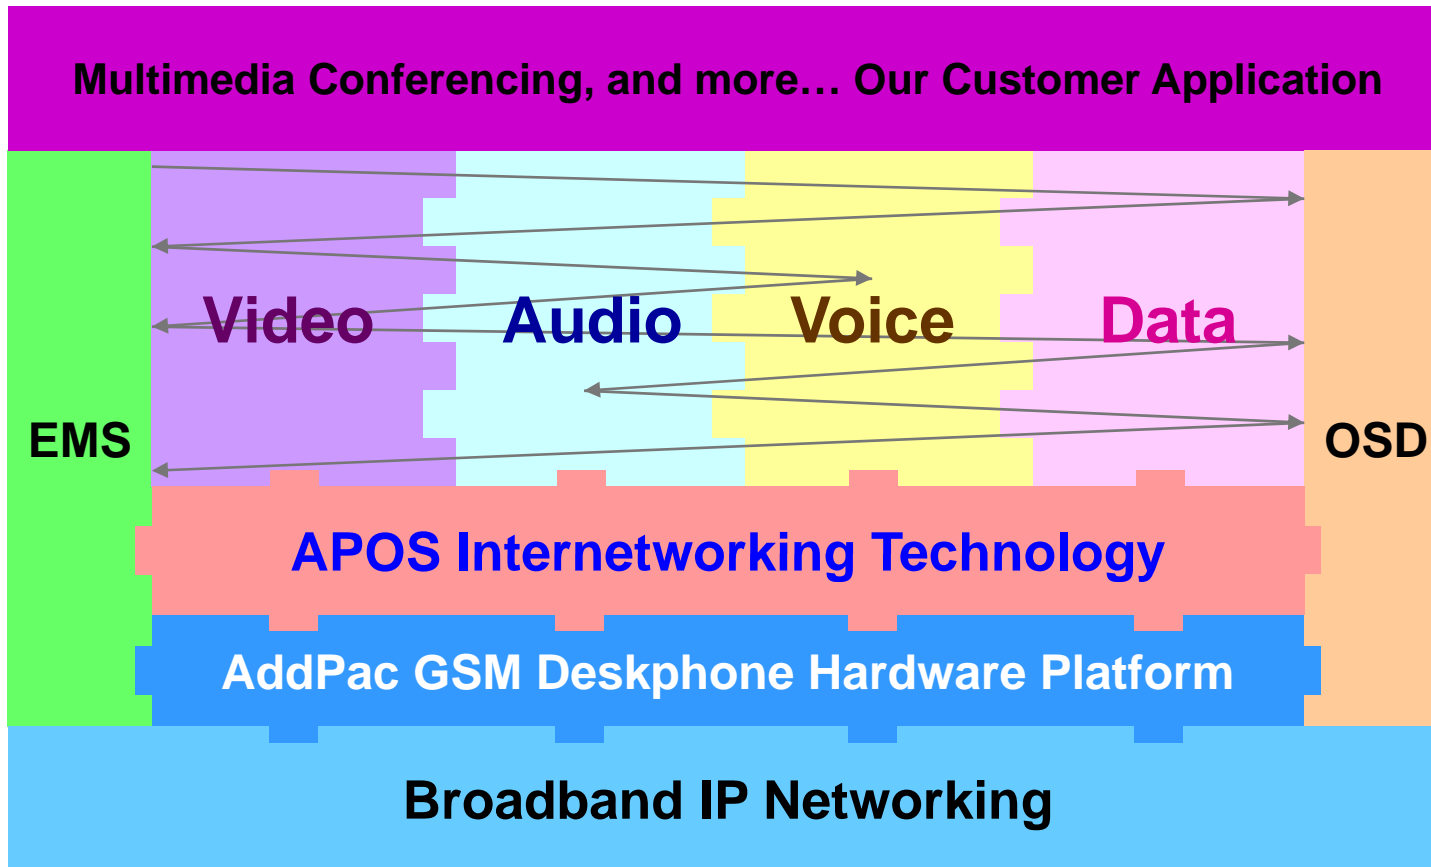 Multimedia Conferencing, and more… Our Customer Application
Video Audio Voice Data
EMS OSD
APOS Internetworking Technology
AddPac GSM Deskphone Hardware Platform
Broadband IP Networking